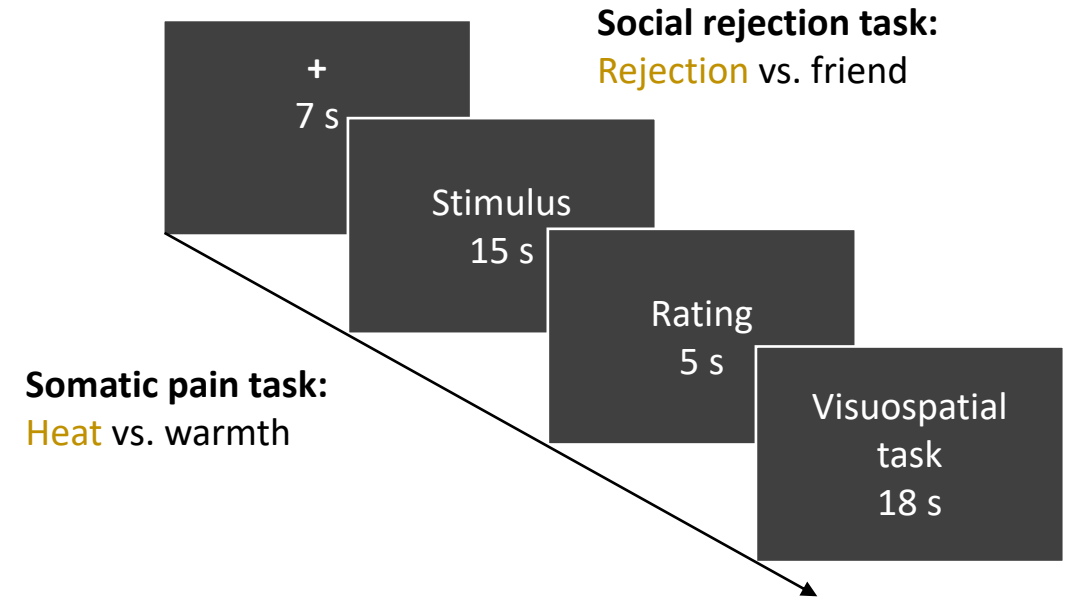 Social rejection task:
Rejection vs. friend
+
7 s
Stimulus
15 s
Rating
5 s
Somatic pain task:
Heat vs. warmth
Visuospatial
task
18 s